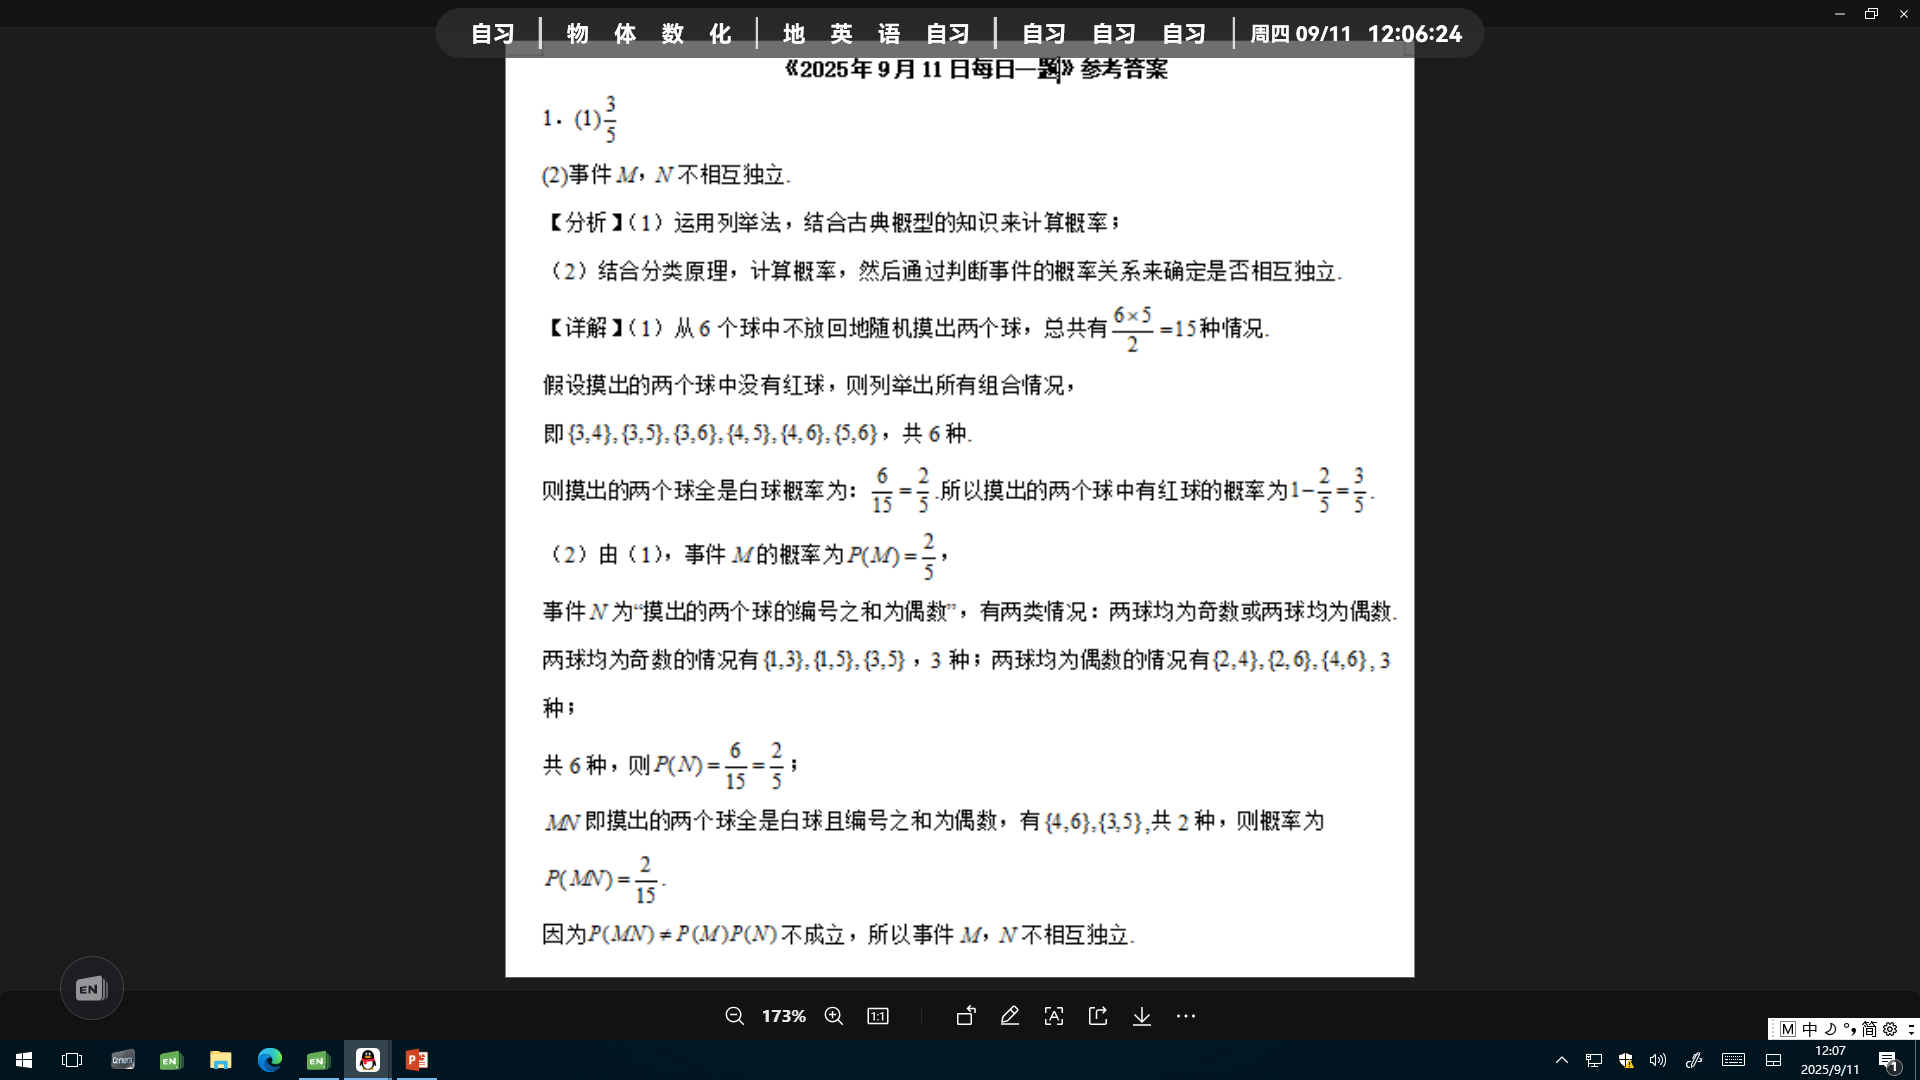 自习 | 物 体 数 化 | 地 英 语 自习 | 自习 自习 自习 | 周四 09/11 12:06:24
《2025年9月11日每日一题》参考答案
1. (1) 3/5
(2)事件 M，N 不相互独立.
【分析】（1）运用列举法，结合古典概型的知识来计算概率；
（2）结合分类原理，计算概率，然后通过判断事件的概率关系来确定是否相互独立.
【详解】（1）从 6 个球中不放回地随机摸出两个球，总共有 6×5/2 =15 种情况.
假设摸出的两个球中没有红球，则列举出所有组合情况，
即 {3,4},{3,5},{3,6},{4,5},{4,6},{5,6}，共 6 种.
则摸出的两个球全是白球概率为： 6/15 = 2/5 .所以摸出的两个球中有红球的概率为 1− 2/5 = 3/5 .
（2）由（1），事件 M 的概率为 P(M) = 2/5，
事件 N 为“摸出的两个球的编号之和为偶数”，有两类情况：两球均为奇数或两球均为偶数.
两球均为奇数的情况有 {1,3},{1,5},{3,5}，3 种；两球均为偶数的情况有 {2,4},{2,6},{4,6}, 3
种；
共 6 种，则 P(N) = 6/15 = 2/5；
MN 即摸出的两个球全是白球且编号之和为偶数，有 {4,6},{3,5},共 2 种，则概率为
P(MN) = 2/15.
因为 P(MN) ≠ P(M)P(N) 不成立，所以事件 M，N 不相互独立.
EN
173% 1:1
M 中 简
Camera EN EN
12:07
2025/9/11
1